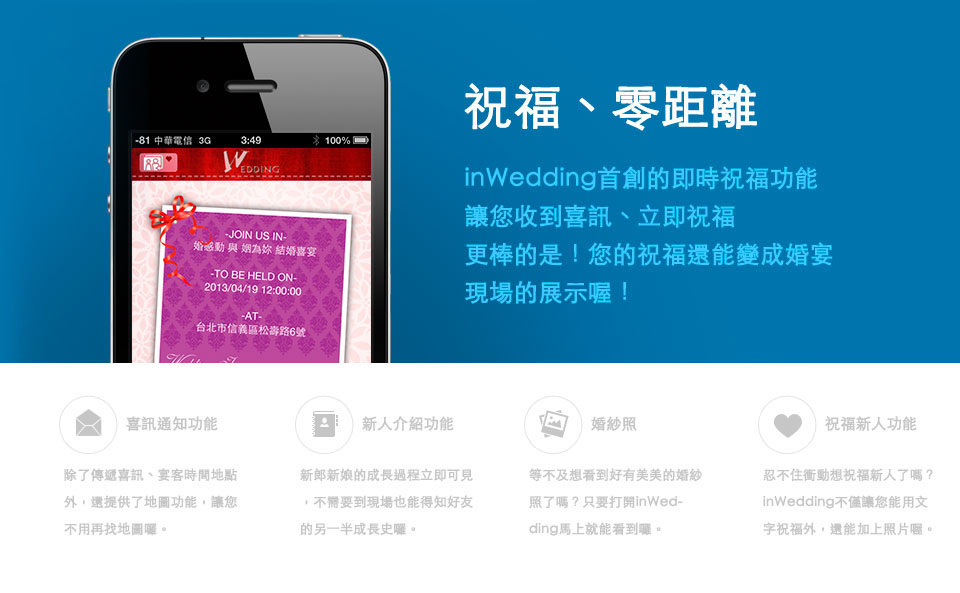 祝福、零距離
inWedding首創的即時祝福功能
讓您收到喜訊、立即祝福
更棒的是！您的祝福還能變成婚宴
現場的展示喔！
-81 中華電信 3G 3:49 100%
WEDDING
-JOIN US IN-
婚感動 與 姻為妳 結婚喜宴
-TO BE HELD ON-
2013/04/19 12:00:00
-AT-
台北市信義區松壽路6號
喜訊通知功能
除了傳遞喜訊、宴客時間地點
外，還提供了地圖功能，讓您
不用再找地圖囉。
新人介紹功能
新郎新娘的成長過程立即可見
，不需要到現場也能得知好友
的另一半成長史囉。
婚紗照
等不及想看到好有美美的婚紗
照了嗎？只要打開inWed-
ding馬上就能看到囉。
祝福新人功能
忍不住衝動想祝福新人了嗎？
inWedding不僅讓您能用文
字祝福外，還能加上照片喔。